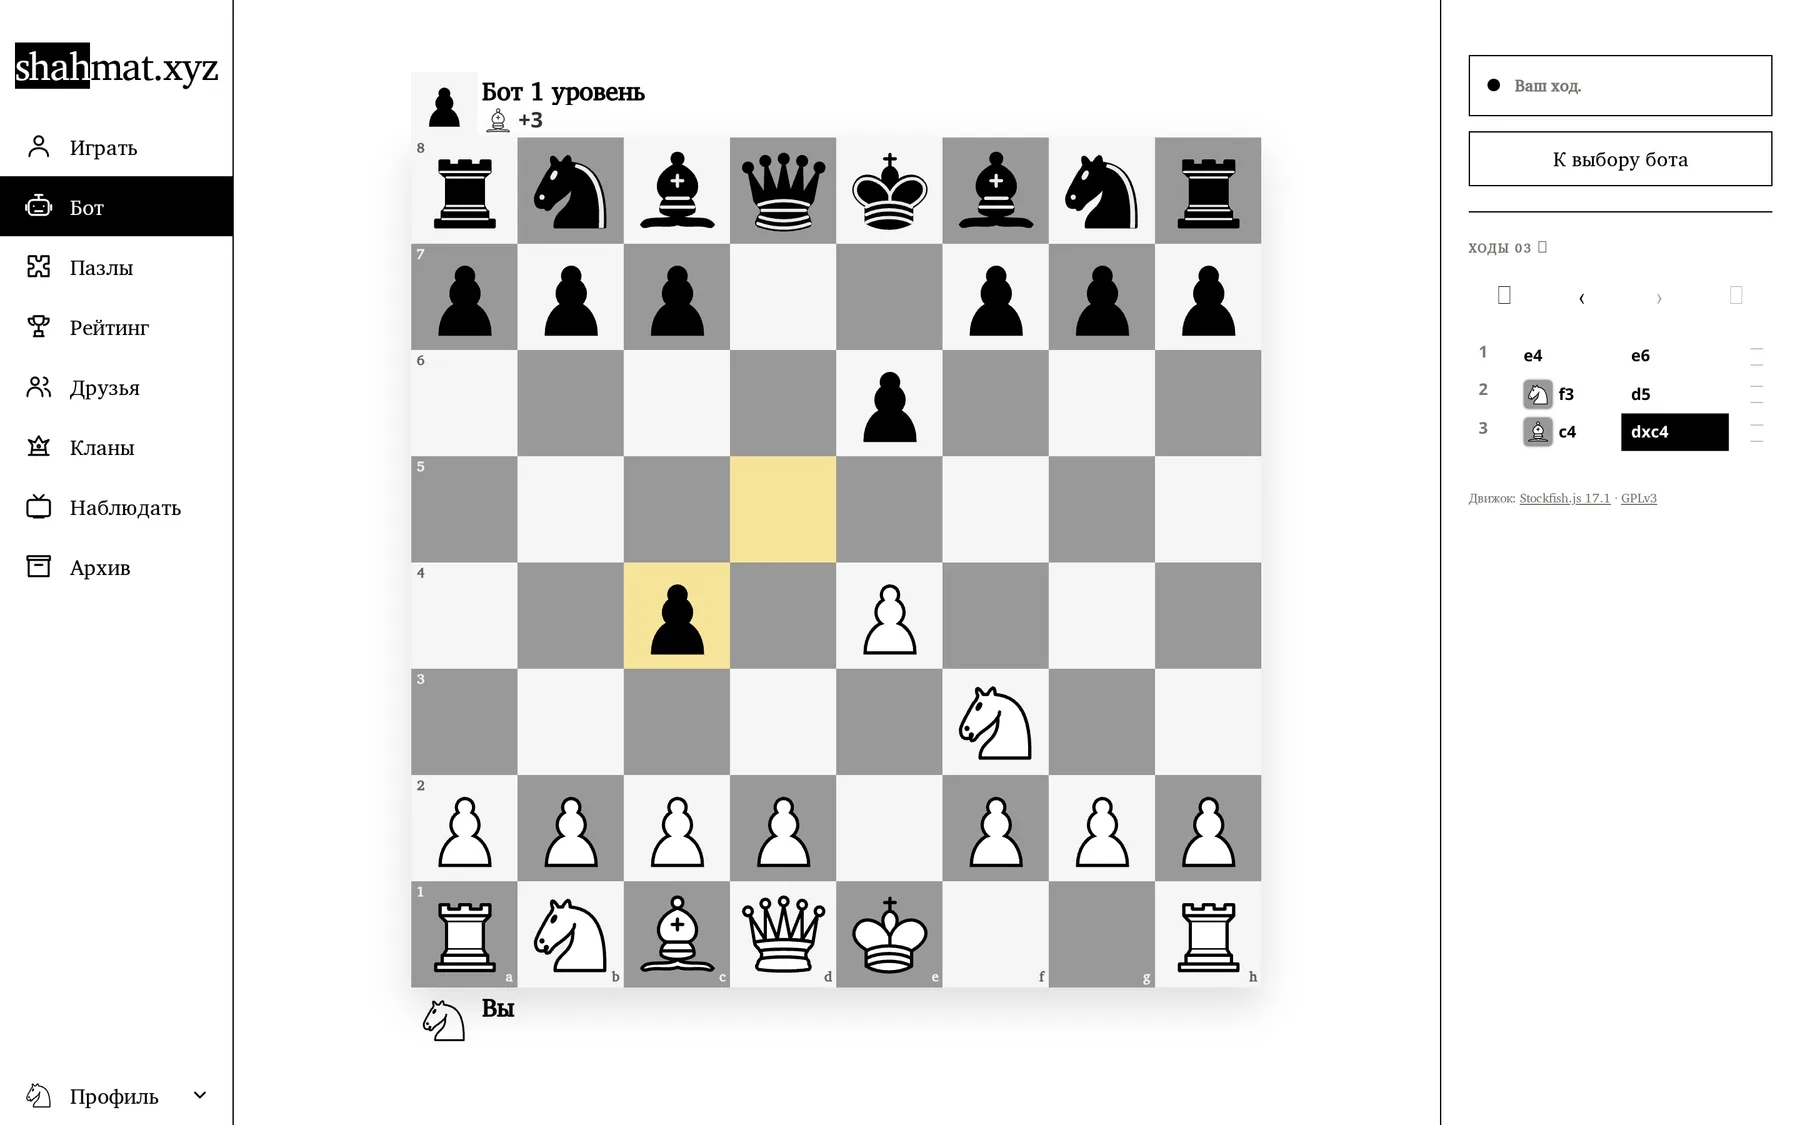 shahmat.xyz
Играть
Бот
Пазлы
Рейтинг
Друзья
Кланы
Наблюдать
Архив
Профиль
Бот 1 уровень
+3
8
7
6
5
4
3
2
1
a b c d e f g h
Вы
Ваш ход.
К выбору бота
ХОДЫ 03
‹ ›
1 e4 e6
2 f3 d5
3 c4 dxc4
Движок: Stockfish.js 17.1 · GPLv3